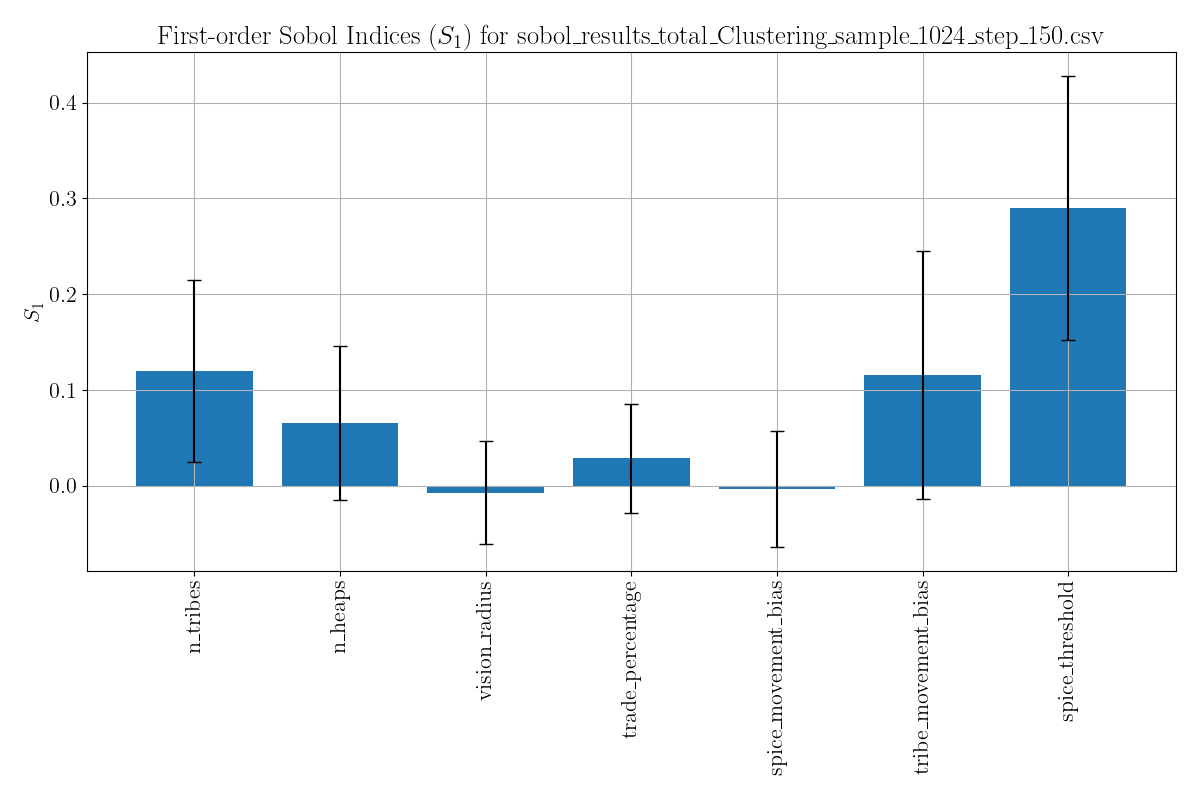 First-order Sobol Indices (S₁) for sobol_results_total_Clustering_sample_1024_step_150.csv
0.4
0.3
0.2
0.1
0.0
S₁
n_tribes
n_heaps
vision_radius
trade_percentage
spice_movement_bias
tribe_movement_bias
spice_threshold